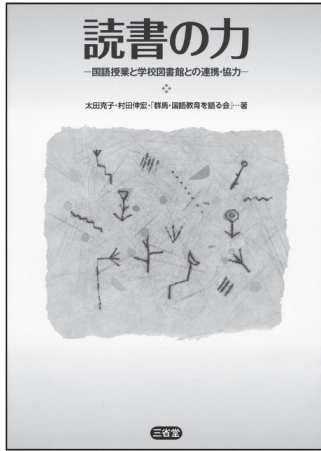 読書の力
―国語授業と学校図書館との連携・協力―
太田克子・村田伸宏・「群馬・国語教育を語る会」…著
三省堂